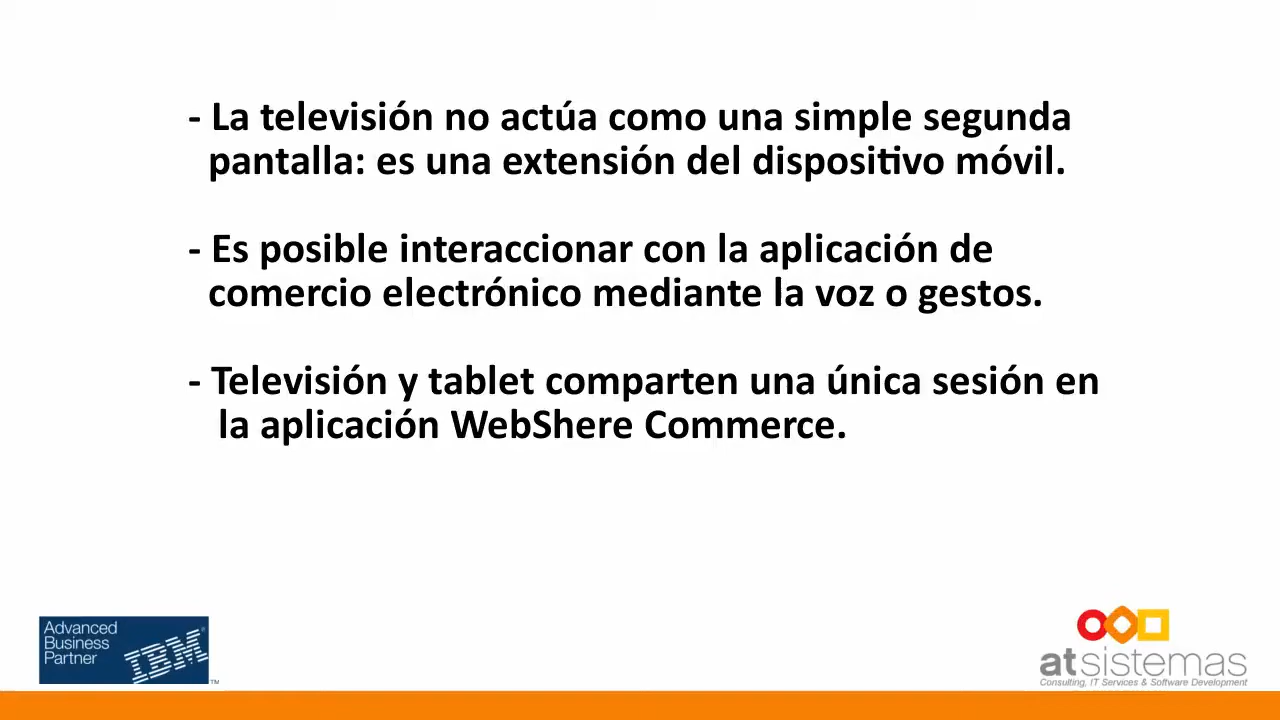 - La televisión no actúa como una simple segunda
pantalla: es una extensión del dispositivo móvil.
- Es posible interaccionar con la aplicación de
comercio electrónico mediante la voz o gestos.
- Televisión y tablet comparten una única sesión en
la aplicación WebShere Commerce.
Advanced
Business
Partner
IBM®
™
atsistemas
Consulting, IT Services & Software Development